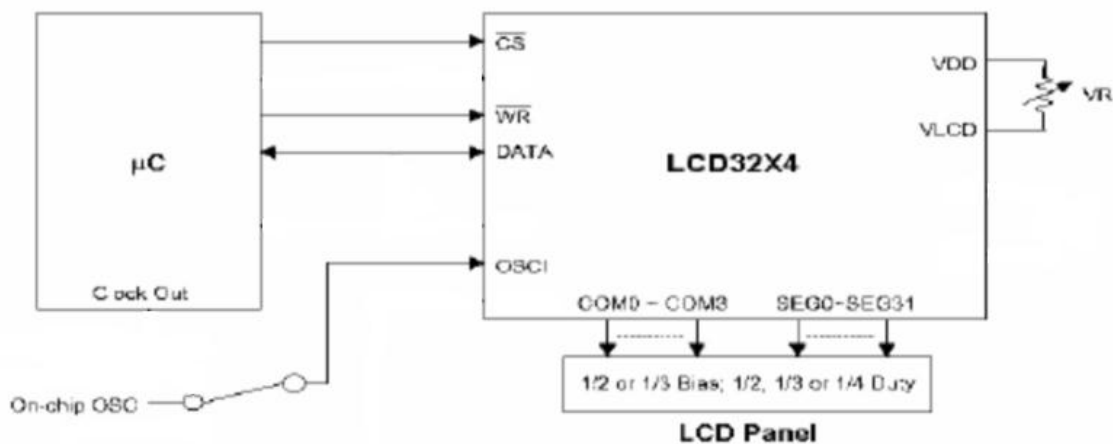 CS
WR
DATA
µC
LCD32X4
VDD
VR
VLCD
OSCI
Clock Out
COM0 – COM3
SEG0-SEG31
1/2 or 1/3 Bias; 1/2, 1/3 or 1/4 Duty
On-chip OSC
LCD Panel